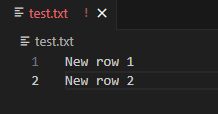 test.txt !
test.txt
1 New row 1
2 New row 2